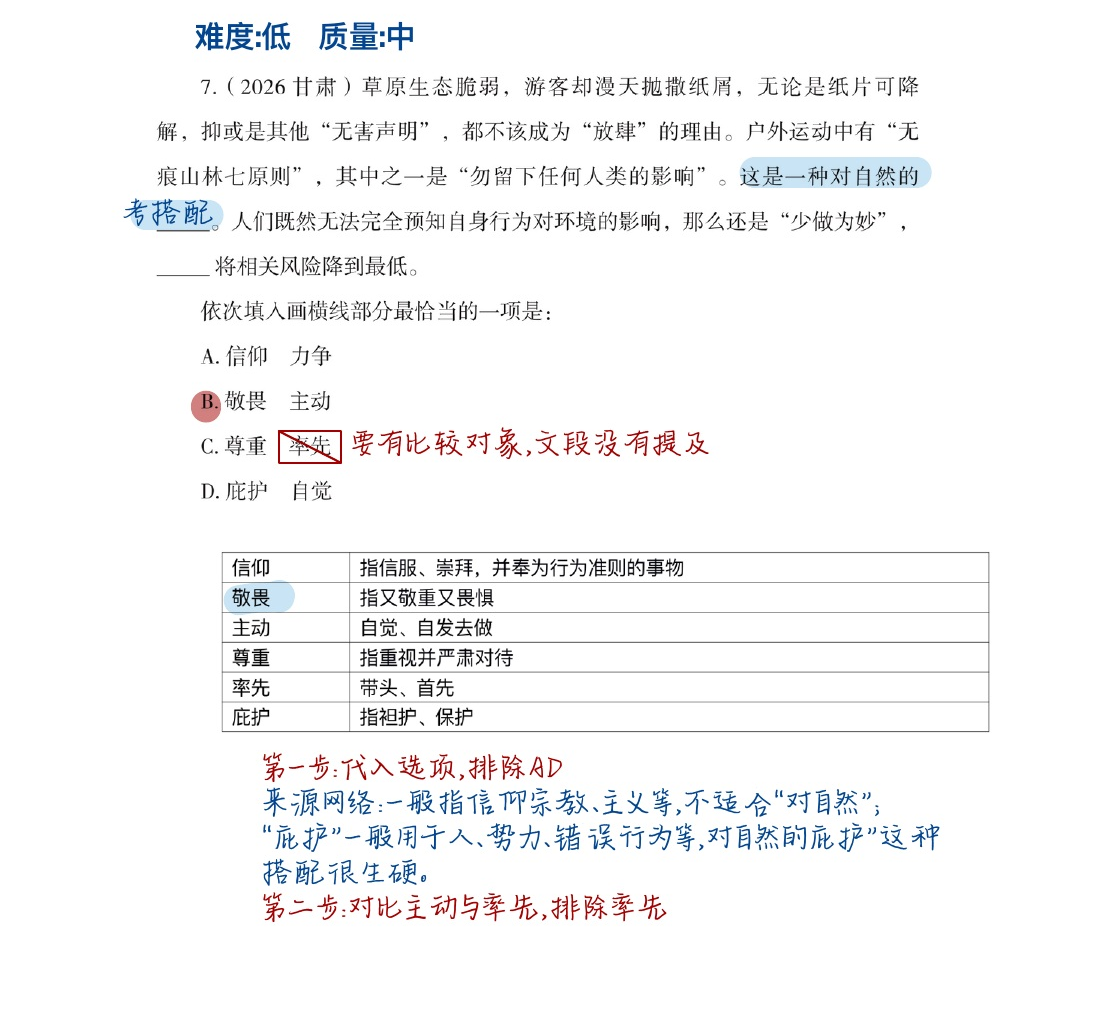 难度:低 质量:中
7.（2026 甘肃）草原生态脆弱，游客却漫天抛撒纸屑，无论是纸片可降
解，抑或是其他“无害声明”，都不该成为“放肆”的理由。户外运动中有“无
痕山林七原则”，其中之一是“勿留下任何人类的影响”。这是一种对自然的
考搭配
_____。人们既然无法完全预知自身行为对环境的影响，那么还是“少做为妙”，
_____ 将相关风险降到最低。
依次填入画横线部分最恰当的一项是：
A. 信仰 力争
B. 敬畏 主动
C. 尊重 率先 要有比较对象,文段没有提及
D. 庇护 自觉
信仰 指信服、崇拜，并奉为行为准则的事物
敬畏 指又敬重又畏惧
主动 自觉、自发去做
尊重 指重视并严肃对待
率先 带头、首先
庇护 指袒护、保护
第一步:代入选项,排除AD
来源网络:一般指信仰宗教、主义等,不适合“对自然”;
“庇护”一般用于人、势力、错误行为等,对自然的庇护”这种
搭配很生硬。
第二步:对比主动与率先,排除率先